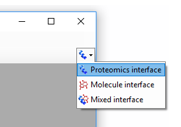 Proteomics interface
Molecule interface
Mixed interface